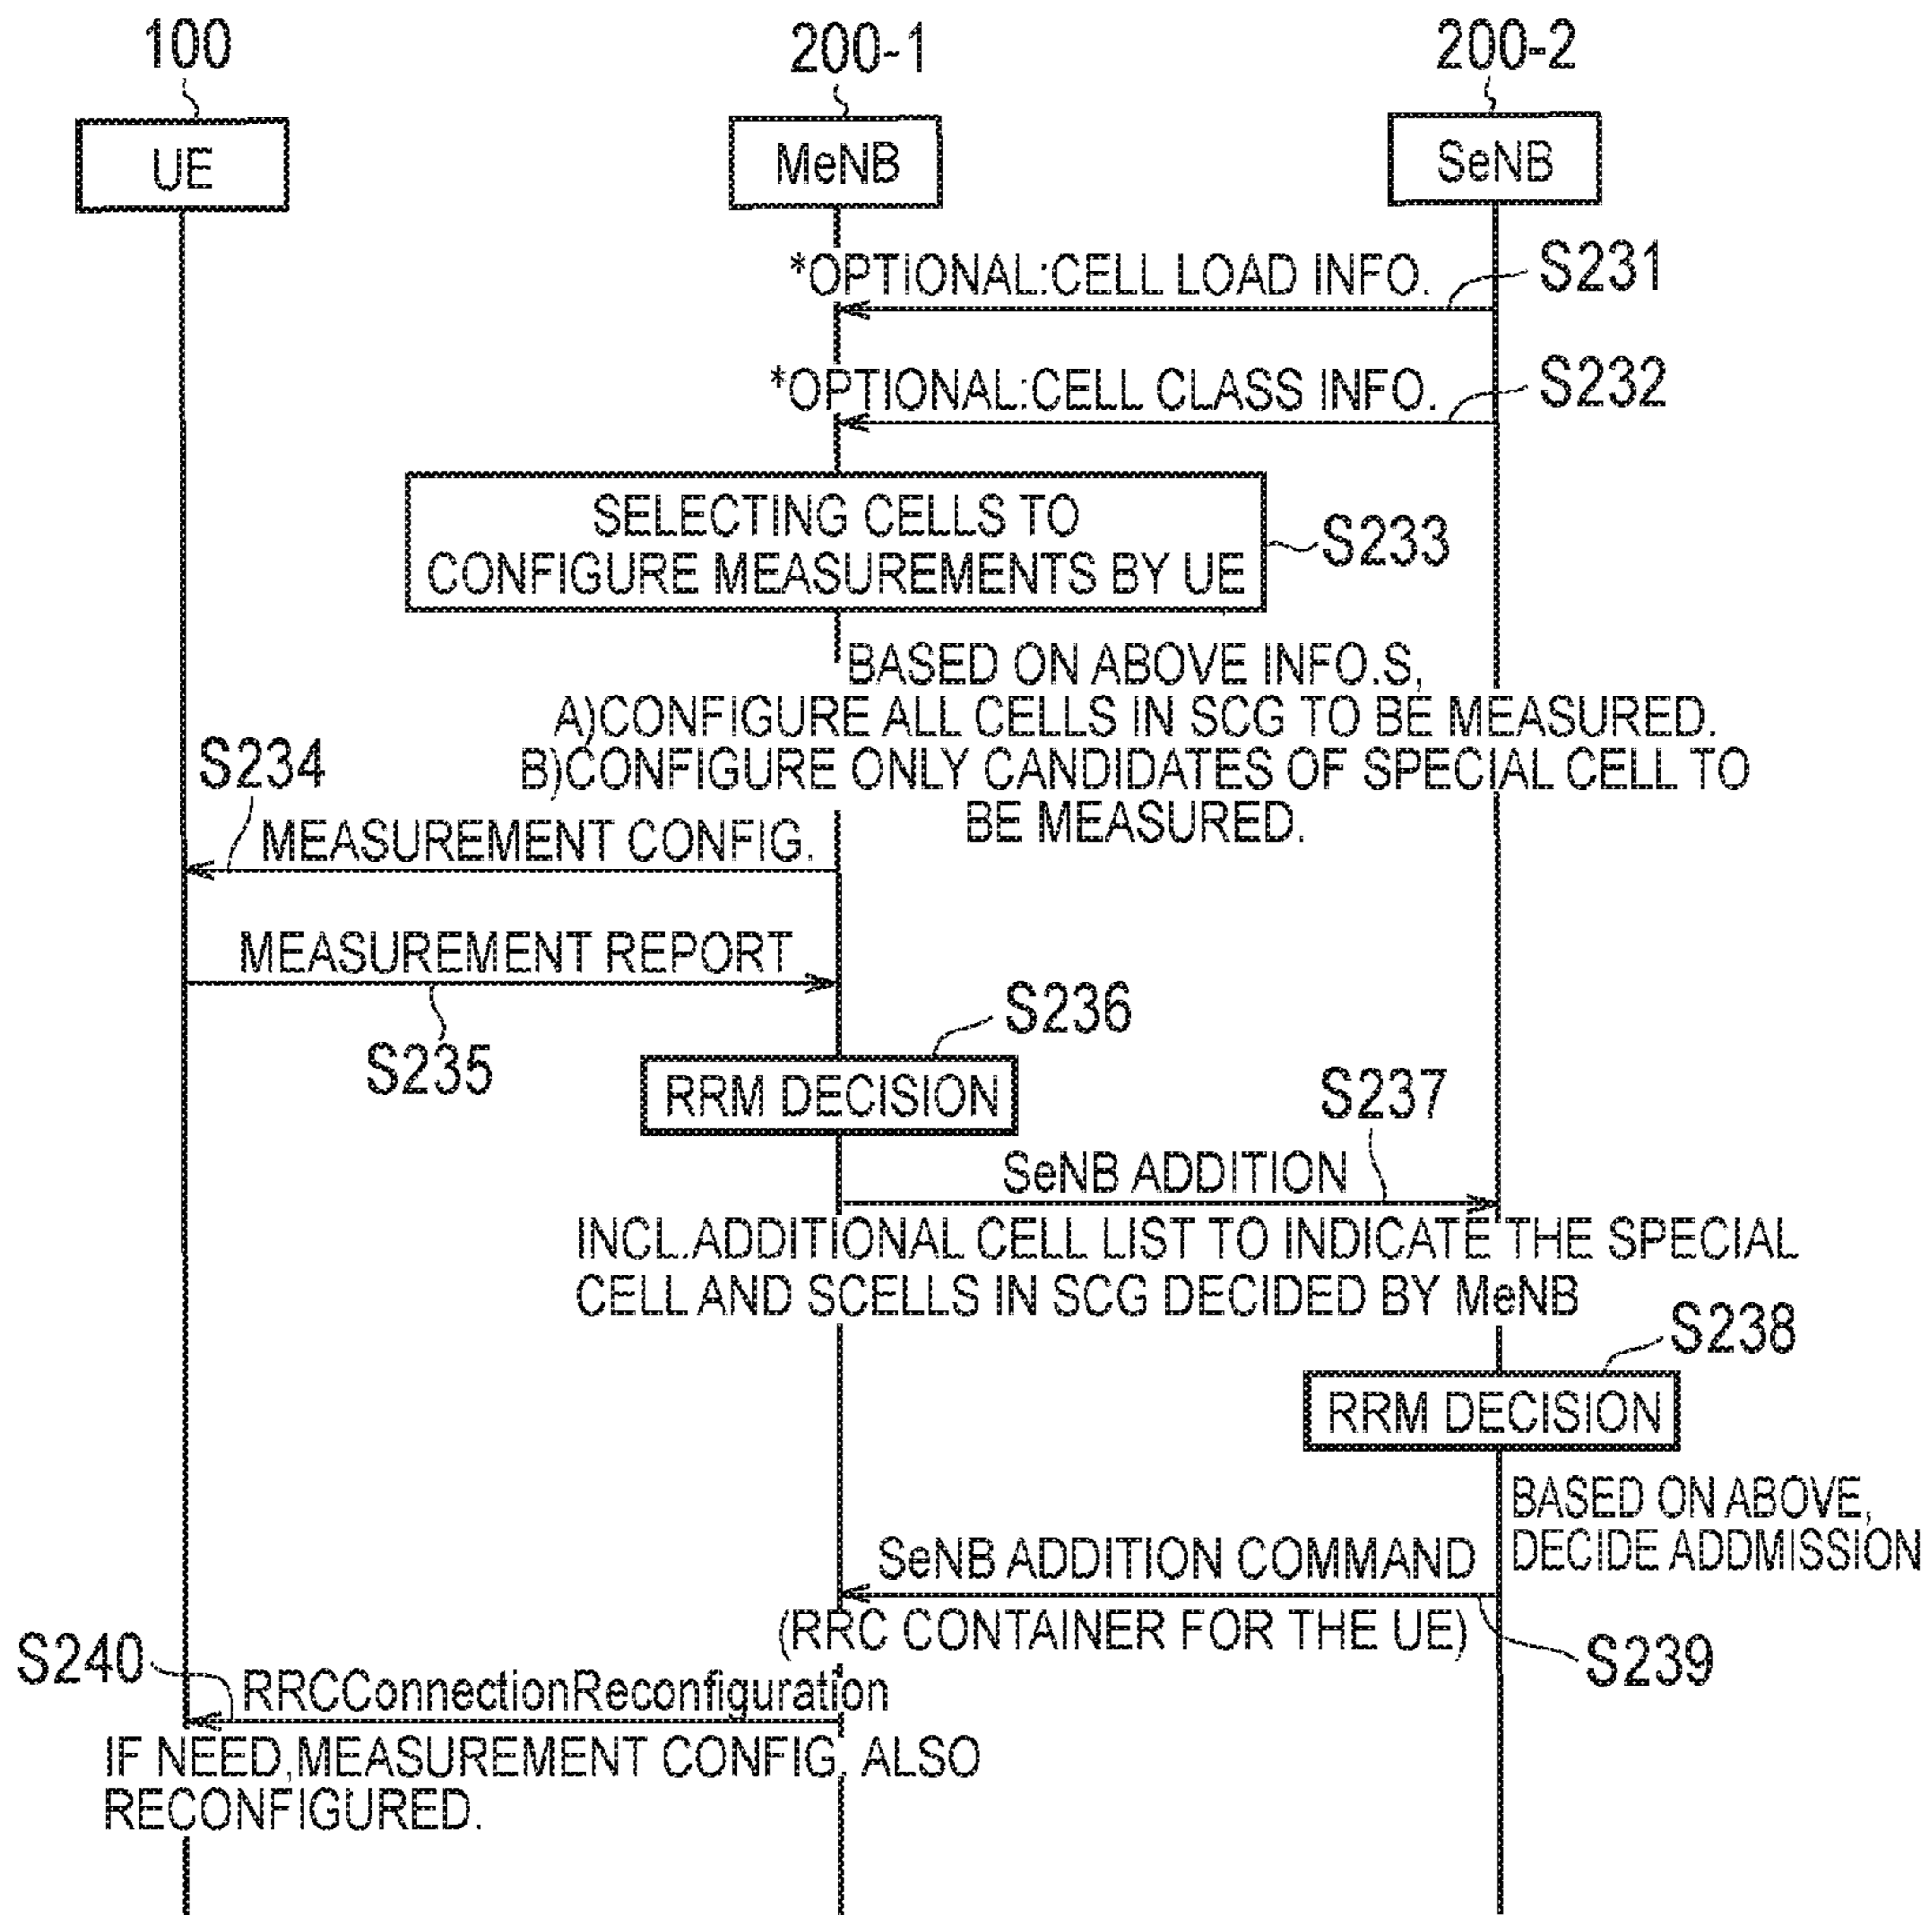 100
200-1
200-2
UE
MeNB
SeNB
*OPTIONAL:CELL LOAD INFO.
S231
*OPTIONAL:CELL CLASS INFO.
S232
SELECTING CELLS TO
CONFIGURE MEASUREMENTS BY UE
S233
BASED ON ABOVE INFO.S,
A)CONFIGURE ALL CELLS IN SCG TO BE MEASURED.
B)CONFIGURE ONLY CANDIDATES OF SPECIAL CELL TO
BE MEASURED.
S234
MEASUREMENT CONFIG.
MEASUREMENT REPORT
S235
S236
RRM DECISION
S237
SeNB ADDITION
INCL.ADDITIONAL CELL LIST TO INDICATE THE SPECIAL
CELL AND SCELLS IN SCG DECIDED BY MeNB
S238
RRM DECISION
BASED ON ABOVE,
DECIDE ADDMISSION
SeNB ADDITION COMMAND
(RRC CONTAINER FOR THE UE)
S239
S240
RRCConnectionReconfiguration
IF NEED,MEASUREMENT CONFIG. ALSO
RECONFIGURED.